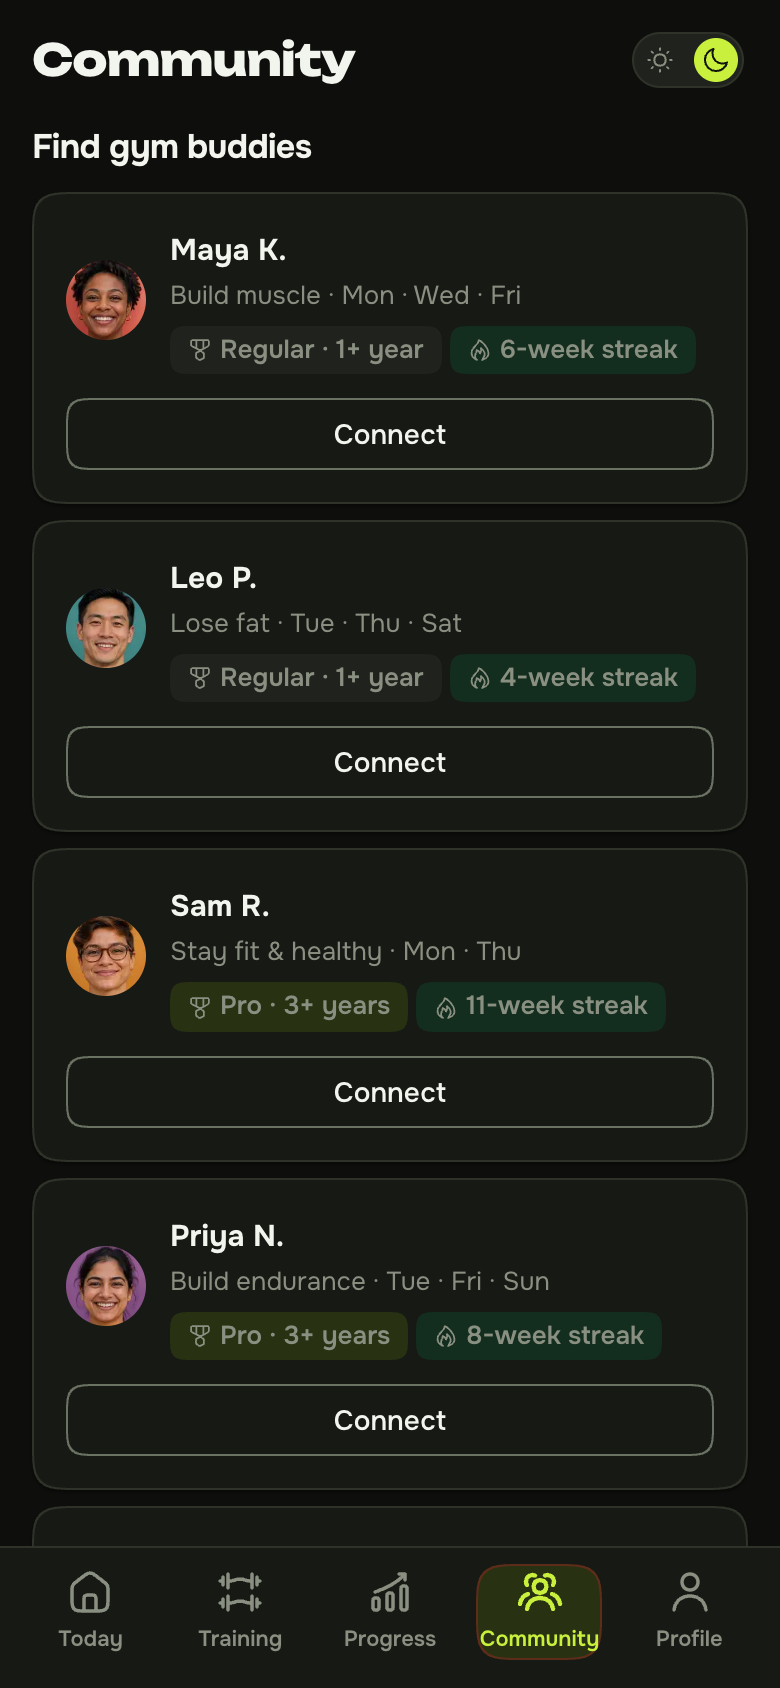 Community
Find gym buddies
Maya K.
Build muscle · Mon · Wed · Fri
Regular · 1+ year 6-week streak
Connect
Leo P.
Lose fat · Tue · Thu · Sat
Regular · 1+ year 4-week streak
Connect
Sam R.
Stay fit & healthy · Mon · Thu
Pro · 3+ years 11-week streak
Connect
Priya N.
Build endurance · Tue · Fri · Sun
Pro · 3+ years 8-week streak
Connect
Today Training Progress Community Profile